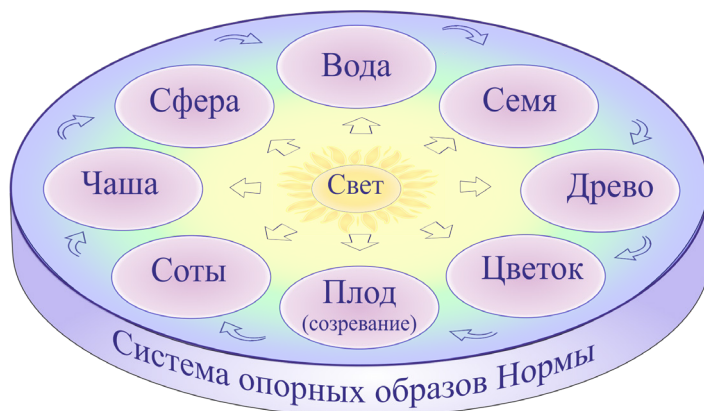 Вода
Сфера
Семя
Чаша
Свет
Древо
Соты
Цветок
Плод
(созревание)
Система опорных образов Нормы